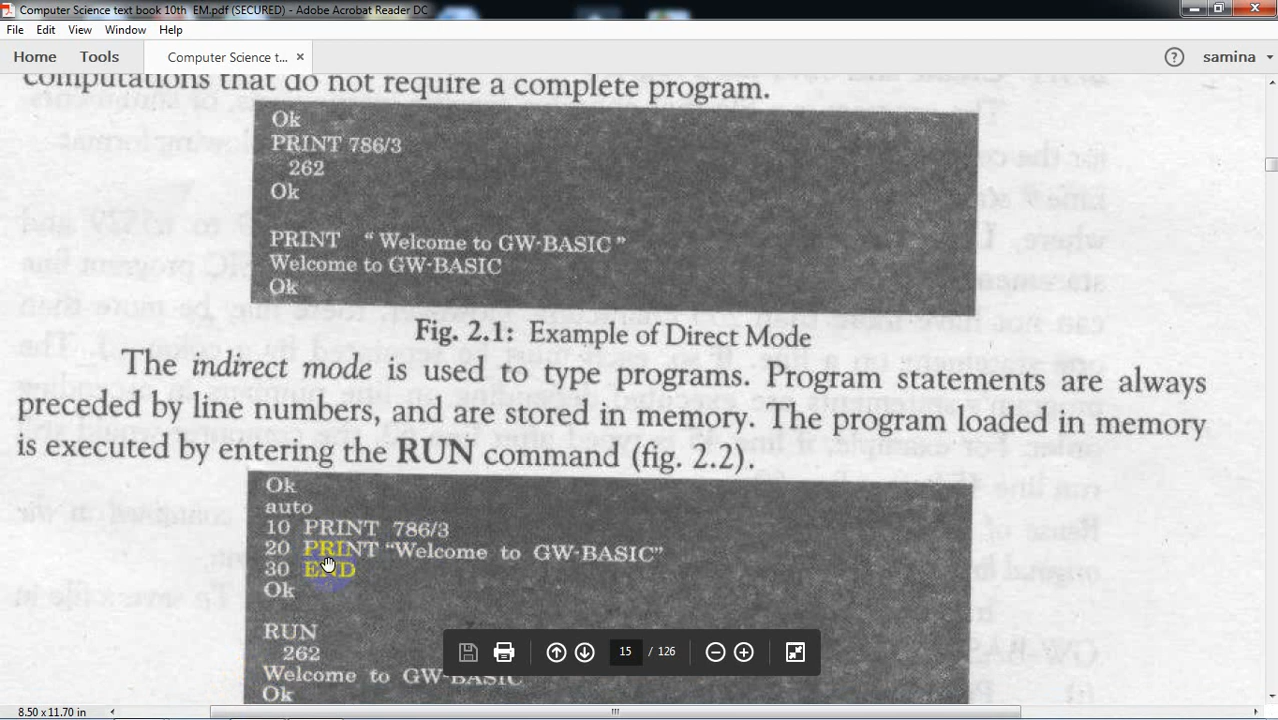 Computer Science text book 10th EM.pdf (SECURED) - Adobe Acrobat Reader DC
File Edit View Window Help
Home Tools Computer Science t... × ? samina
computations that do not require a complete program.
Ok
PRINT 786/3
262
Ok
PRINT “ Welcome to GW-BASIC ”
Welcome to GW-BASIC
Ok
Fig. 2.1: Example of Direct Mode
The indirect mode is used to type programs. Program statements are always
preceded by line numbers, and are stored in memory. The program loaded in memory
is executed by entering the RUN command (fig. 2.2).
Ok
auto
10 PRINT 786/3
20 PRINT “Welcome to GW-BASIC”
30 END
Ok
RUN
262
Welcome to GW-BASIC
Ok
15 / 126
8.50 x 11.70 in